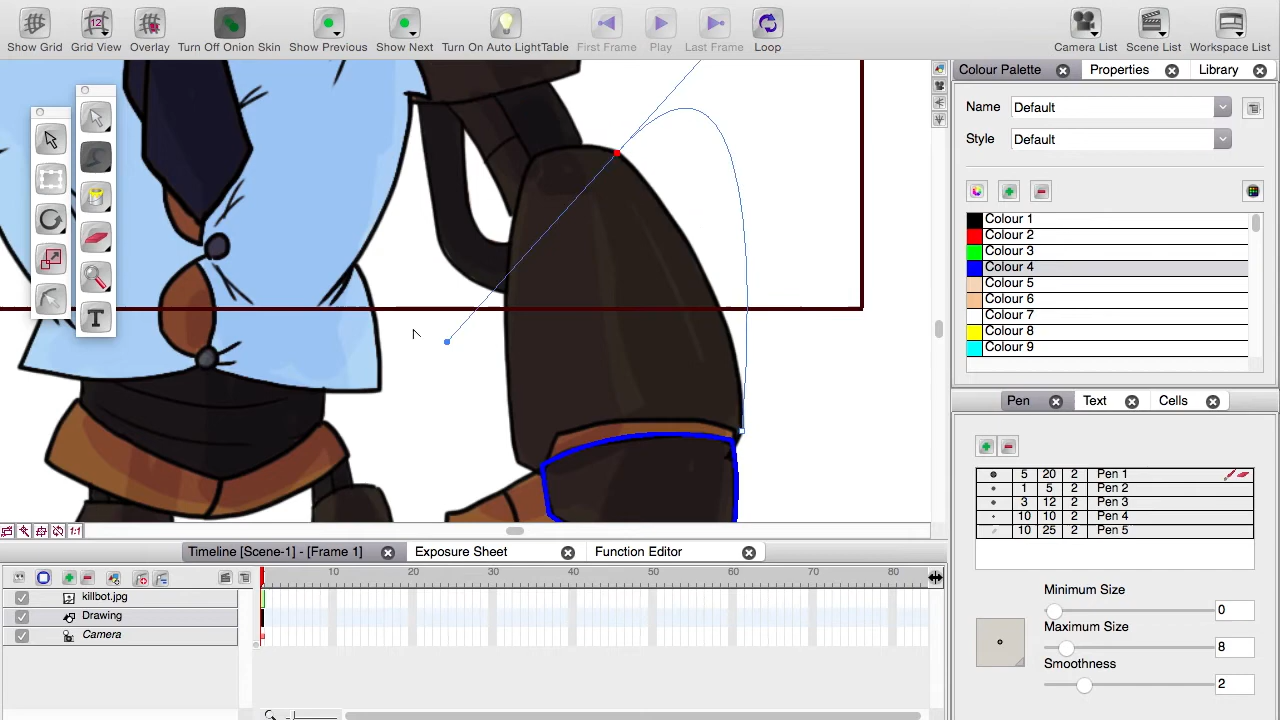 Show Grid Grid View Overlay Turn Off Onion Skin Show Previous Show Next Turn On Auto LightTable First Frame Play Last Frame Loop Camera List Scene List Workspace List
12
Colour Palette Properties Library
Name Default
Style Default
Colour 1
Colour 2
Colour 3
Colour 4
Colour 5
Colour 6
Colour 7
Colour 8
Colour 9
T
Pen Text Cells
5 20 2 Pen 1
1 5 2 Pen 2
3 12 2 Pen 3
10 10 2 Pen 4
10 25 2 Pen 5
Minimum Size
0
Maximum Size
8
Smoothness
2
1:1
Timeline [Scene-1] - [Frame 1] Exposure Sheet Function Editor
10 20 30 40 50 60 70 80
killbot.jpg
Drawing
Camera